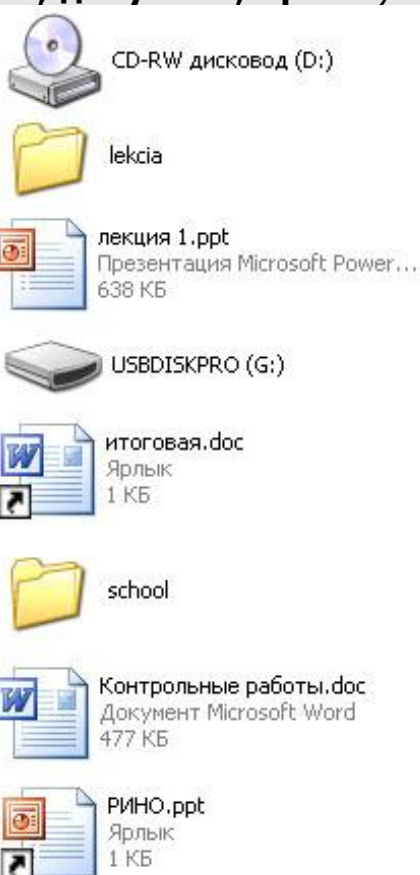 CD-RW дисковод (D:)
lekcia
лекция 1.ppt
Презентация Microsoft Power...
638 КБ
USBDISKPRO (G:)
итоговая.doc
Ярлык
1 КБ
school
Контрольные работы.doc
Документ Microsoft Word
477 КБ
РИНО.ppt
Ярлык
1 КБ